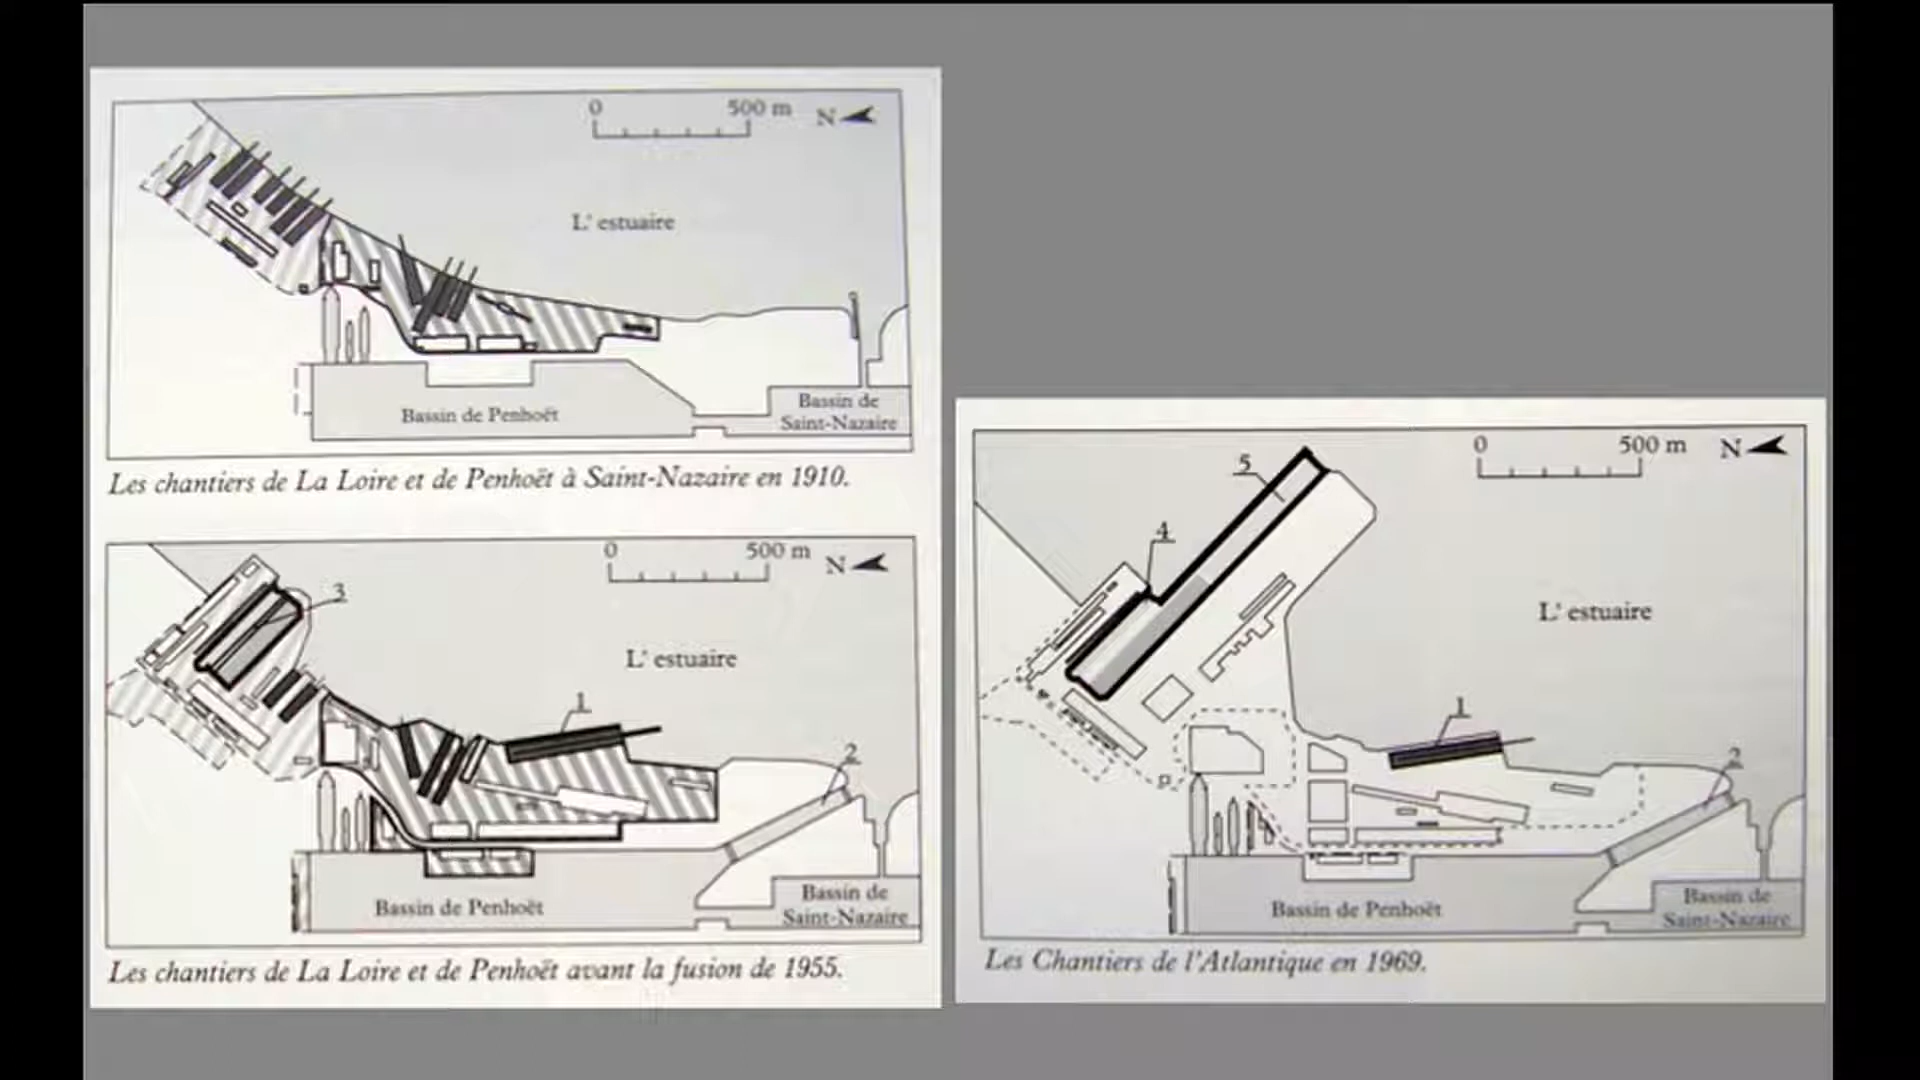 0 500 m N
L' estuaire
Bassin de Penhoët
Bassin de
Saint-Nazaire
Les chantiers de La Loire et de Penhoët à Saint-Nazaire en 1910.
0 500 m N
3
L' estuaire
1
2
Bassin de Penhoët
Bassin de
Saint-Nazaire
Les chantiers de La Loire et de Penhoët avant la fusion de 1955.
0 500 m N
5
4
L' estuaire
1
2
Bassin de Penhoët
Bassin de
Saint-Nazaire
Les Chantiers de l'Atlantique en 1969.